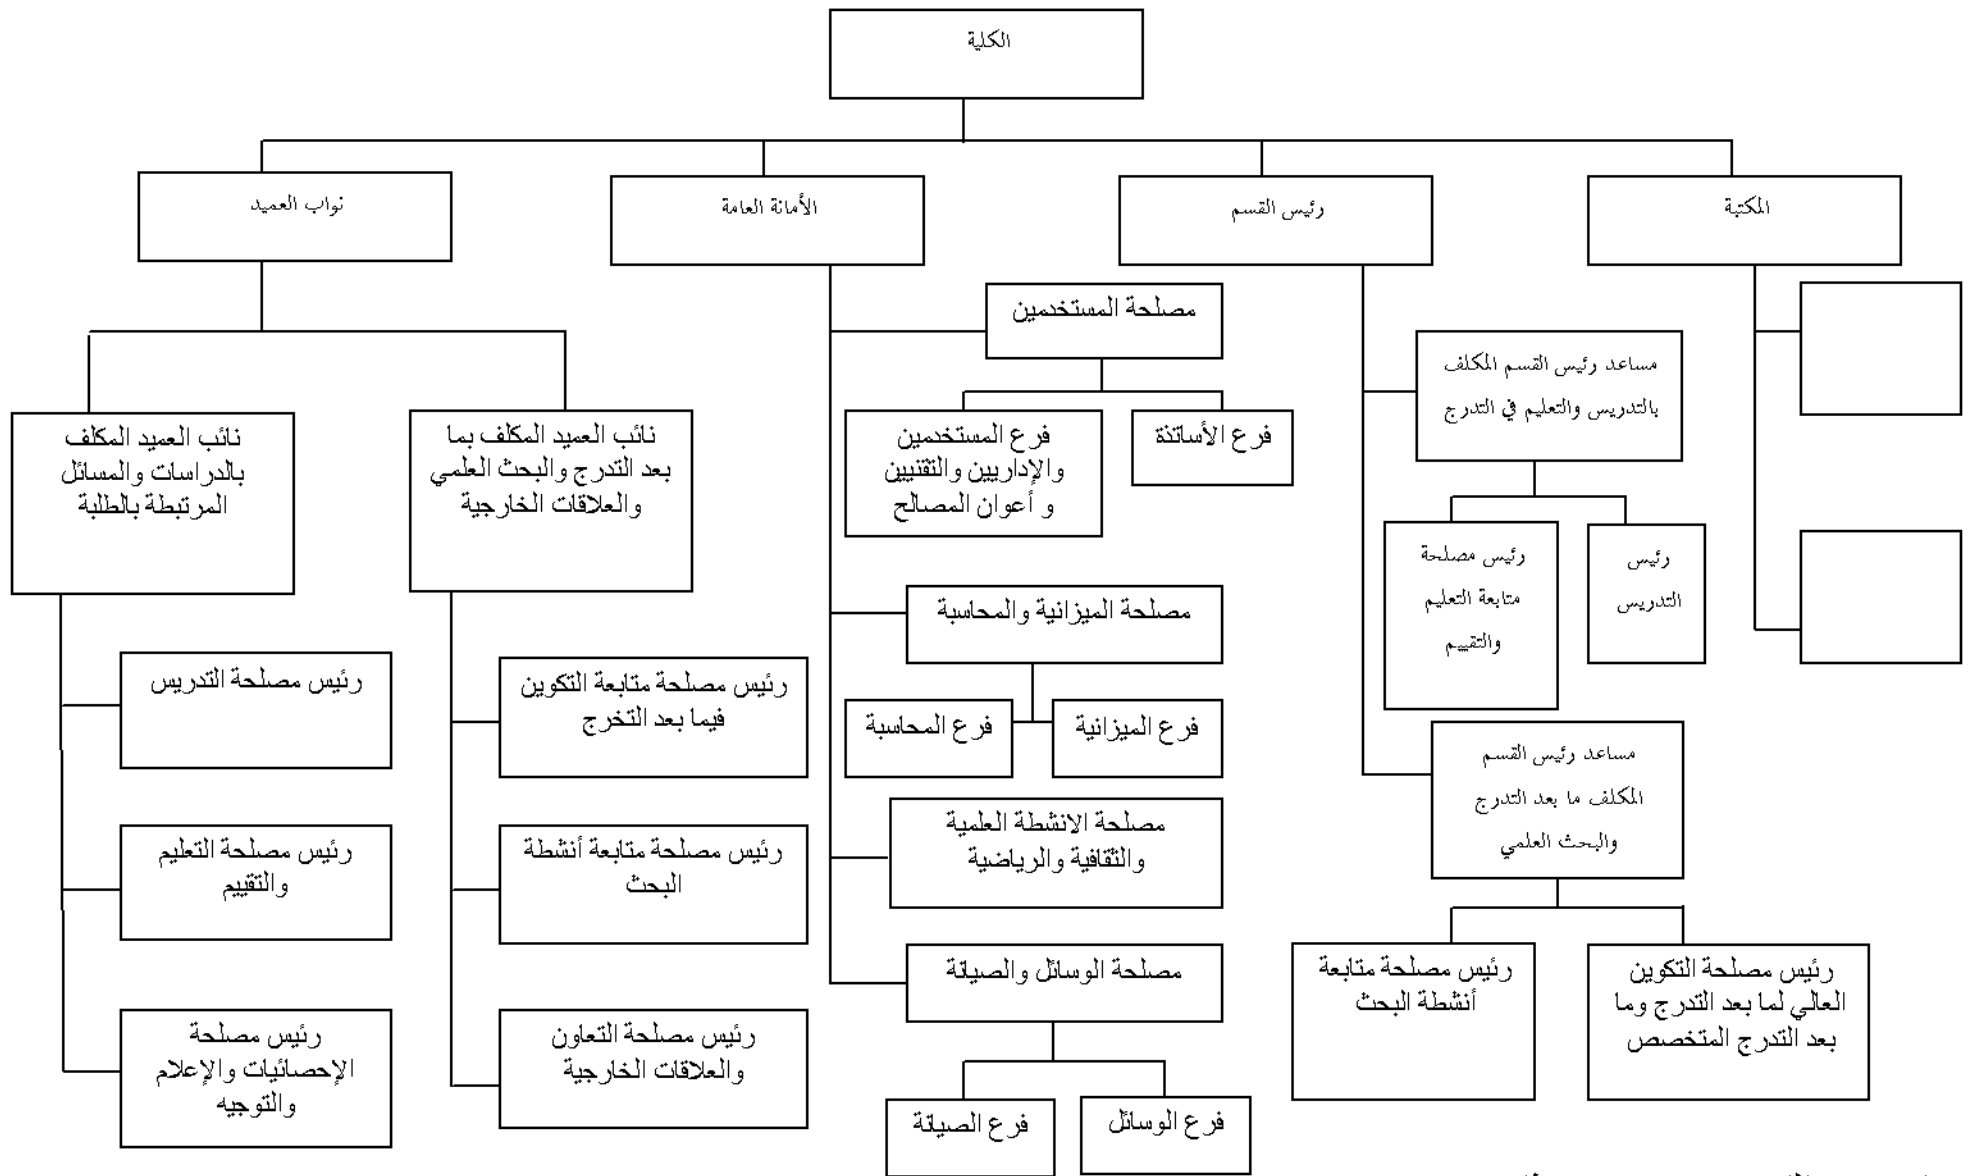 الكلية
المكتبة
رئيس القسم
الأمانة العامة
نواب العميد
مساعد رئيس القسم المكلف
بالتدريس والتعليم في التدرج
رئيس
التدريس
رئيس مصلحة
متابعة التعليم
والتقييم
مساعد رئيس القسم
المكلف ما بعد التدرج
والبحث العلمي
رئيس مصلحة التكوين
العالي لما بعد التدرج وما
بعد التدرج المتخصص
رئيس مصلحة متابعة
أنشطة البحث
مصلحة المستخدمين
فرع الأساتذة
فرع المستخدمين
والإداريين والتقنيين
و أعوان المصالح
مصلحة الميزانية والمحاسبة
فرع الميزانية
فرع المحاسبة
مصلحة الانشطة العلمية
والثقافية والرياضية
مصلحة الوسائل والصيانة
فرع الوسائل
فرع الصيانة
نائب العميد المكلف بما
بعد التدرج والبحث العلمي
والعلاقات الخارجية
رئيس مصلحة متابعة التكوين
فيما بعد التخرج
رئيس مصلحة متابعة أنشطة
البحث
رئيس مصلحة التعاون
والعلاقات الخارجية
نائب العميد المكلف
بالدراسات والمسائل
المرتبطة بالطلبة
رئيس مصلحة التدريس
رئيس مصلحة التعليم
والتقييم
رئيس مصلحة
الإحصائيات والإعلام
والتوجيه